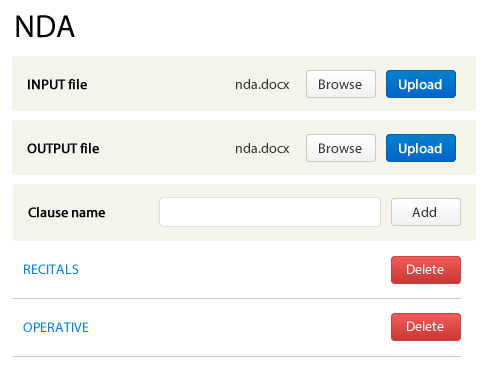 NDA
INPUT file nda.docx Browse Upload
OUTPUT file nda.docx Browse Upload
Clause name Add
RECITALS Delete
OPERATIVE Delete